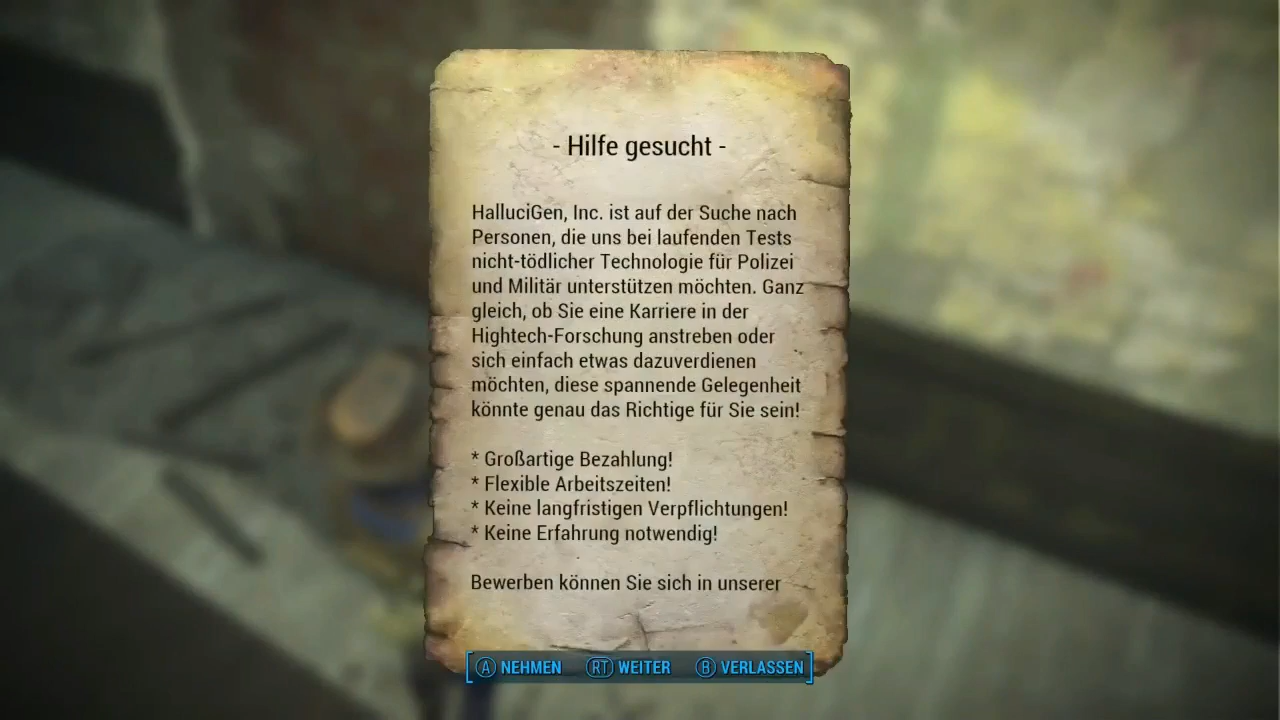 - Hilfe gesucht -
HalluciGen, Inc. ist auf der Suche nach
Personen, die uns bei laufenden Tests
nicht-tödlicher Technologie für Polizei
und Militär unterstützen möchten. Ganz
gleich, ob Sie eine Karriere in der
Hightech-Forschung anstreben oder
sich einfach etwas dazuverdienen
möchten, diese spannende Gelegenheit
könnte genau das Richtige für Sie sein!
* Großartige Bezahlung!
* Flexible Arbeitszeiten!
* Keine langfristigen Verpflichtungen!
* Keine Erfahrung notwendig!
Bewerben können Sie sich in unserer
A NEHMEN RT WEITER B VERLASSEN